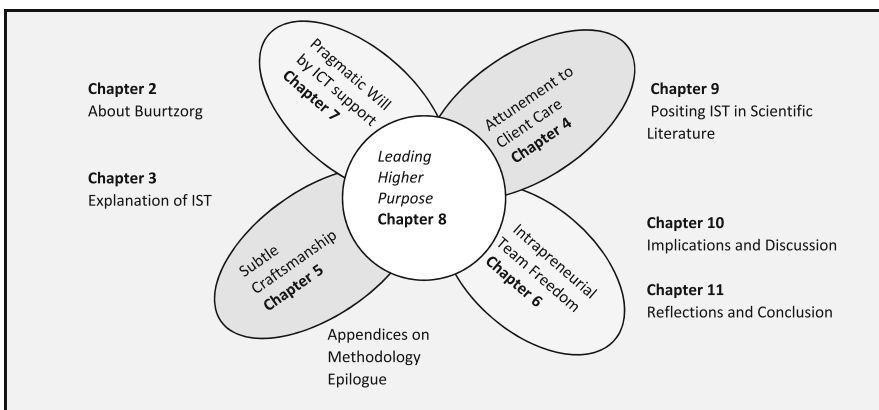 Chapter 2
About Buurtzorg
Chapter 3
Explanation of IST
Pragmatic Will
by ICT support
Chapter 7
Attunement to
Client Care
Chapter 4
Leading
Higher
Purpose
Chapter 8
Subtle
Craftsmanship
Chapter 5
Intrapreneurial
Team Freedom
Chapter 6
Appendices on
Methodology
Epilogue
Chapter 9
Positing IST in Scientific
Literature
Chapter 10
Implications and Discussion
Chapter 11
Reflections and Conclusion